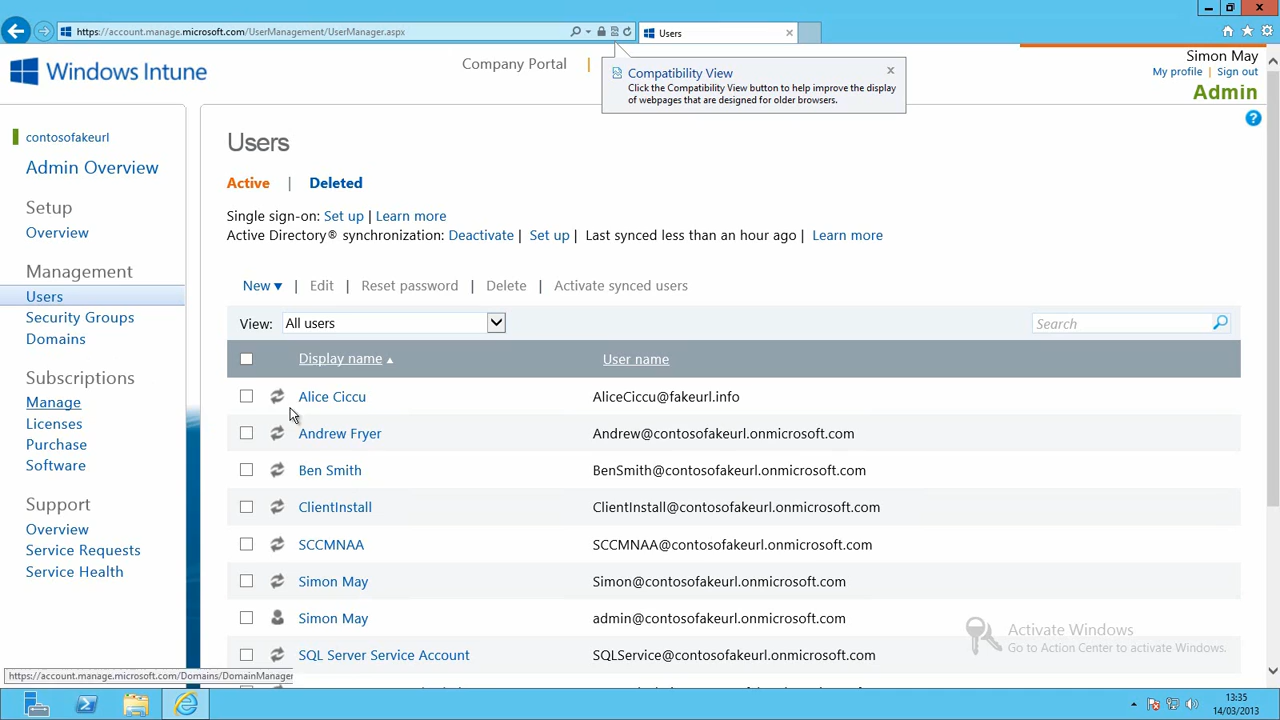 https://account.manage.microsoft.com/UserManagement/UserManager.aspx
Users
Windows Intune
Company Portal |
Simon May
My profile | Sign out
Admin
Compatibility View
Click the Compatibility View button to help improve the display
of webpages that are designed for older browsers.
contosofakeurl
Admin Overview
Setup
Overview
Management
Users
Security Groups
Domains
Subscriptions
Manage
Licenses
Purchase
Software
Support
Overview
Service Requests
Service Health
Users
Active | Deleted
Single sign-on: Set up | Learn more
Active Directory® synchronization: Deactivate | Set up | Last synced less than an hour ago | Learn more
New | Edit | Reset password | Delete | Activate synced users
View: All users
Search
Display name User name
Alice Ciccu AliceCiccu@fakeurl.info
Andrew Fryer Andrew@contosofakeurl.onmicrosoft.com
Ben Smith BenSmith@contosofakeurl.onmicrosoft.com
ClientInstall ClientInstall@contosofakeurl.onmicrosoft.com
SCCMNAA SCCMNAA@contosofakeurl.onmicrosoft.com
Simon May Simon@contosofakeurl.onmicrosoft.com
Simon May admin@contosofakeurl.onmicrosoft.com
SQL Server Service Account SQLService@contosofakeurl.onmicrosoft.com
Activate Windows
Go to Action Center to activate Windows.
https://account.manage.microsoft.com/Domains/DomainManager
13:35
14/03/2013